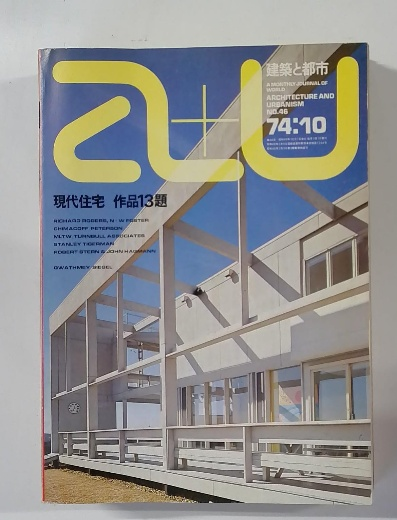 a+u
建築と都市
A MONTHLY JOURNAL OF
WORLD
ARCHITECTURE AND
URBANISM
NO.46
74:10
現代住宅 作品13題
RICHARD ROGERS, N+W FOSTER
CHIMACOFF/PETERSON
MLTW/TURNBULL ASSOCIATES
STANLEY TIGERMAN
ROBERT STERN & JOHN HAGMANN
GWATHMEY/SIEGEL